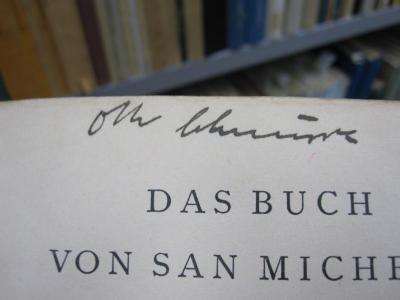 Otto
DAS BUCH
VON SAN MICHE